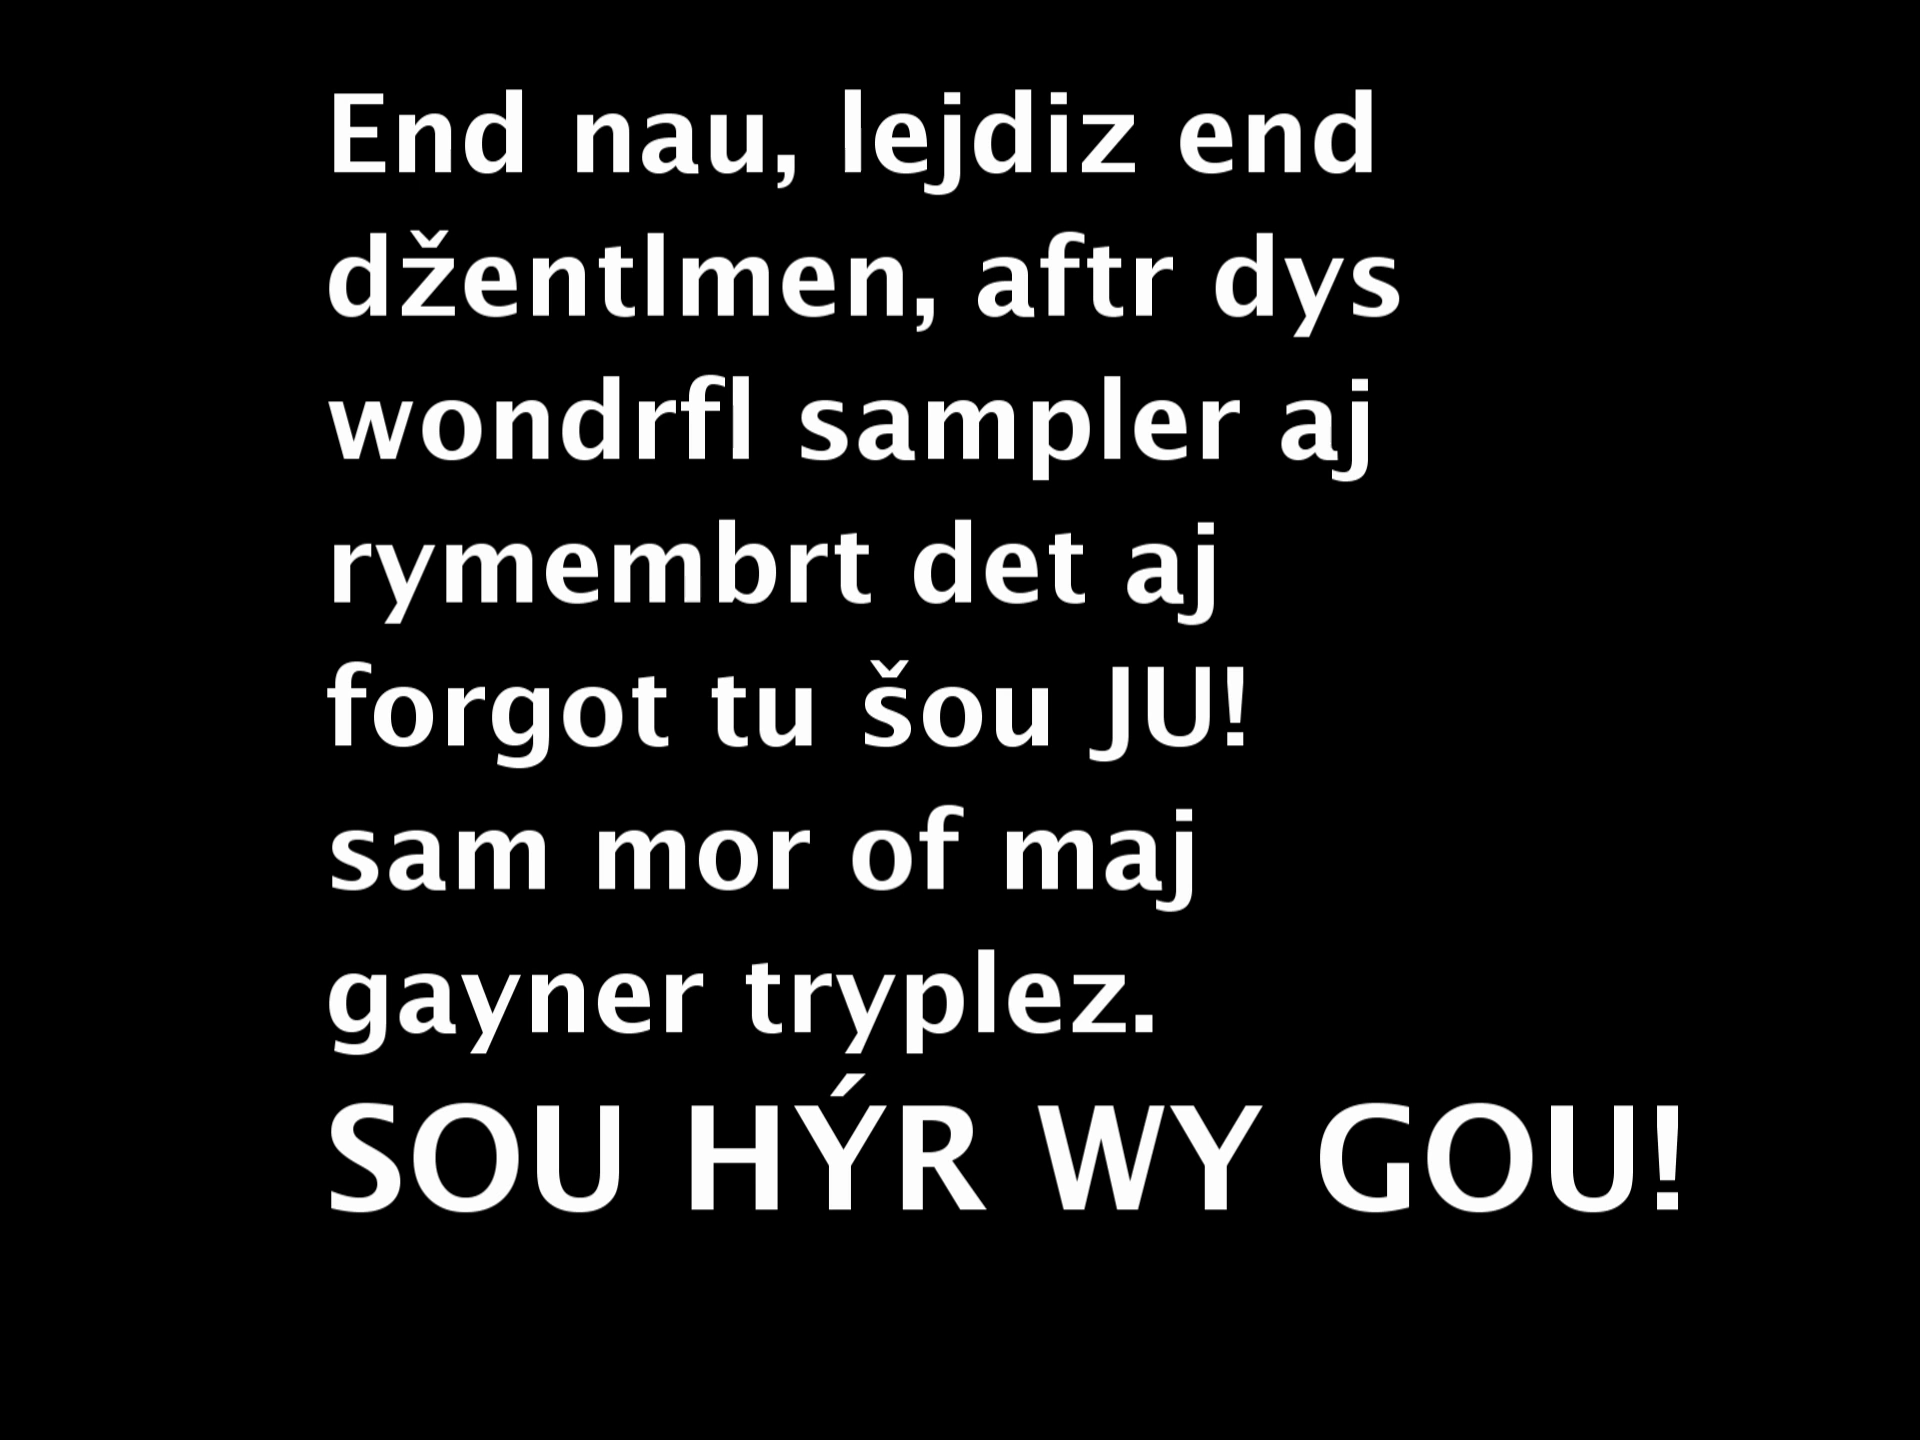 End nau, lejdiz end
džentlmen, aftr dys
wondrfl sampler aj
rymembrt det aj
forgot tu šou JU!
sam mor of maj
gayner tryplez.
SOU HÝR WY GOU!